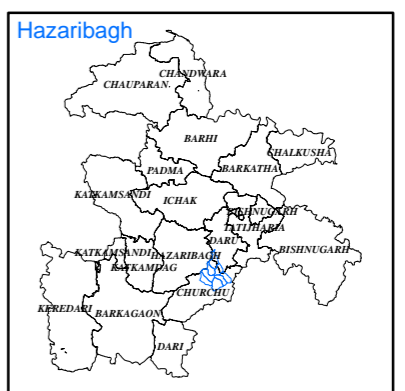 Hazaribagh
CHANDWARA
CHAUPARAN.
BARHI
CHALKUSHA
PADMA
BARKATHA
KATKAMSANDI
ICHAK
BISHNUGARH
TATIJHARIA
DARU
BISHNUGARH
KATKAMSANDI
HAZARIBAGH
KATKAMDAG
CHURCHU
KEREDARI
BARKAGAON
DARI